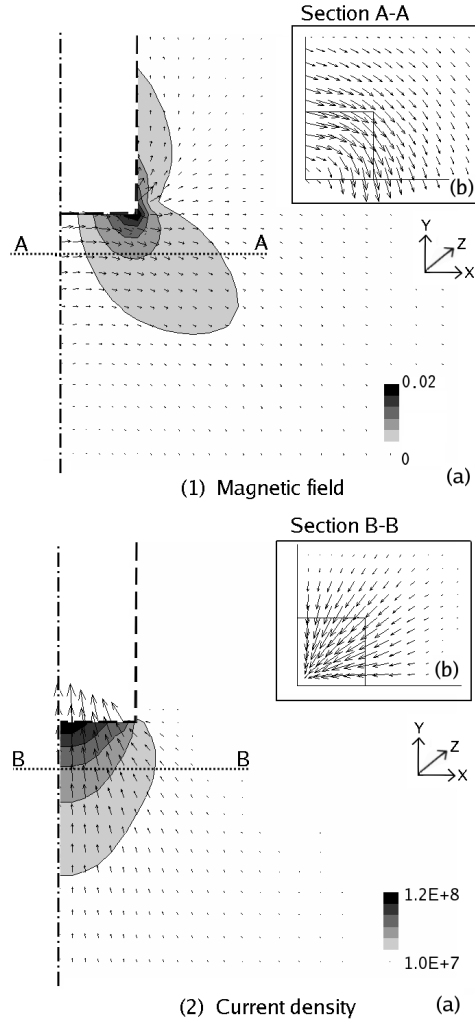 Section A-A
(b)
A A
Y
Z
X
0.02
0
(a)
(1) Magnetic field
Section B-B
(b)
B B
Y
Z
X
1.2E+8
1.0E+7
(a)
(2) Current density